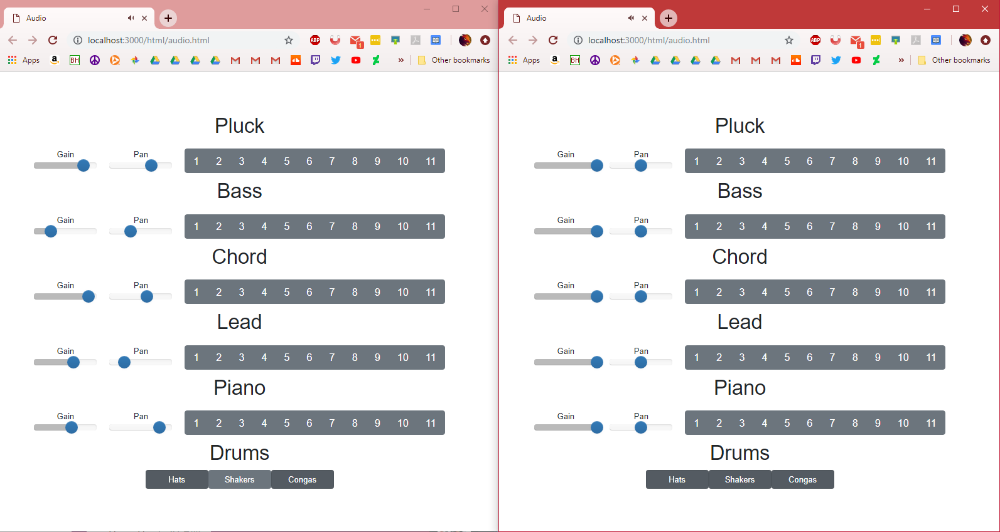 Audio
localhost:3000/html/audio.html
ABP
1
Apps
a
BH
M
M
M
»
Other bookmarks
Pluck
Gain Pan 1 2 3 4 5 6 7 8 9 10 11
Bass
Gain Pan 1 2 3 4 5 6 7 8 9 10 11
Chord
Gain Pan 1 2 3 4 5 6 7 8 9 10 11
Lead
Gain Pan 1 2 3 4 5 6 7 8 9 10 11
Piano
Gain Pan 1 2 3 4 5 6 7 8 9 10 11
Drums
Hats Shakers Congas
Audio
localhost:3000/html/audio.html
ABP
1
Apps
a
BH
M
M
M
»
Other bookmarks
Pluck
Gain Pan 1 2 3 4 5 6 7 8 9 10 11
Bass
Gain Pan 1 2 3 4 5 6 7 8 9 10 11
Chord
Gain Pan 1 2 3 4 5 6 7 8 9 10 11
Lead
Gain Pan 1 2 3 4 5 6 7 8 9 10 11
Piano
Gain Pan 1 2 3 4 5 6 7 8 9 10 11
Drums
Hats Shakers Congas